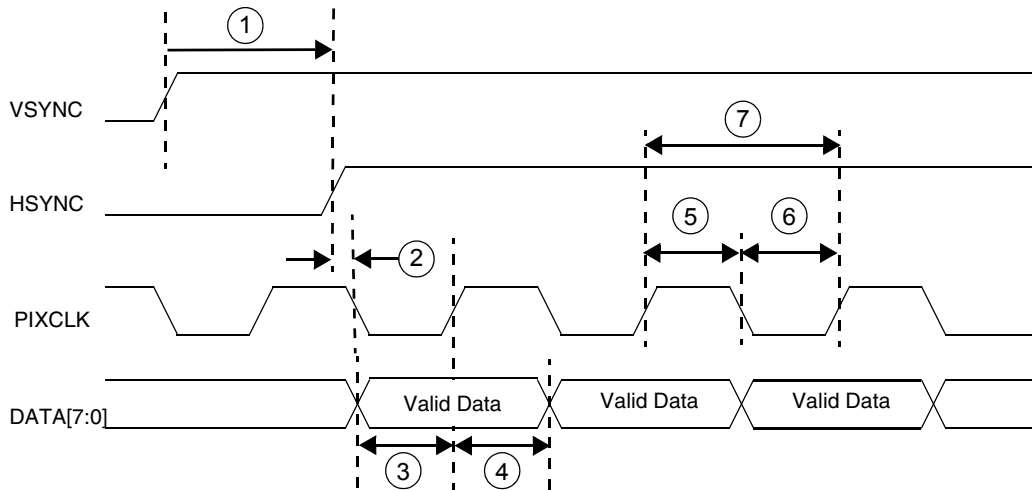 ①
VSYNC
⑦
HSYNC
⑤ ⑥
②
PIXCLK
DATA[7:0] Valid Data Valid Data Valid Data
③ ④